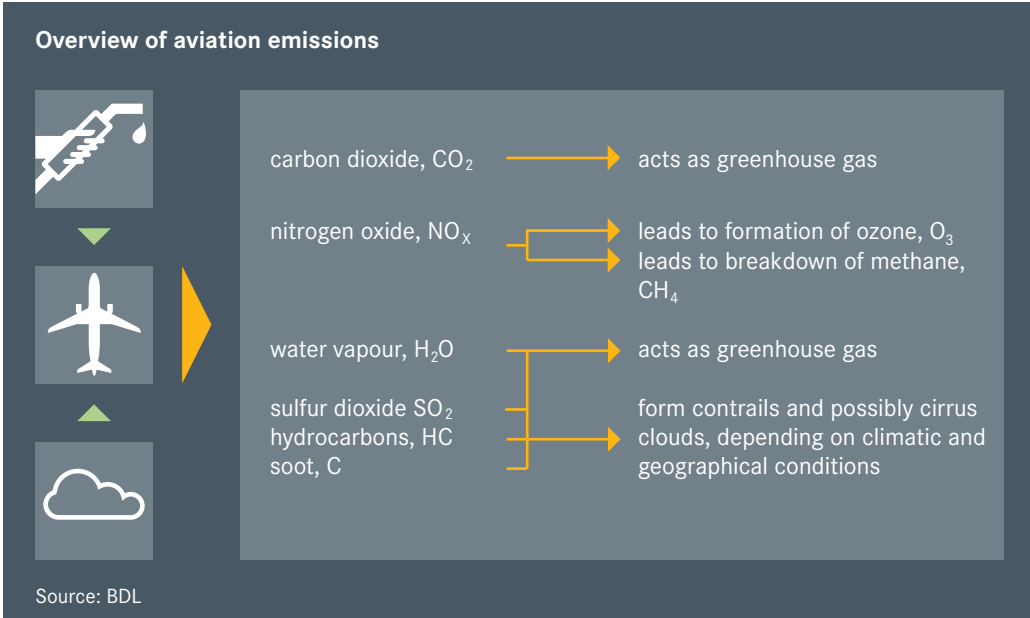 Overview of aviation emissions
carbon dioxide, CO₂
acts as greenhouse gas
nitrogen oxide, NOₓ
leads to formation of ozone, O₃
leads to breakdown of methane,
CH₄
water vapour, H₂O
acts as greenhouse gas
sulfur dioxide SO₂
hydrocarbons, HC
soot, C
form contrails and possibly cirrus
clouds, depending on climatic and
geographical conditions
Source: BDL